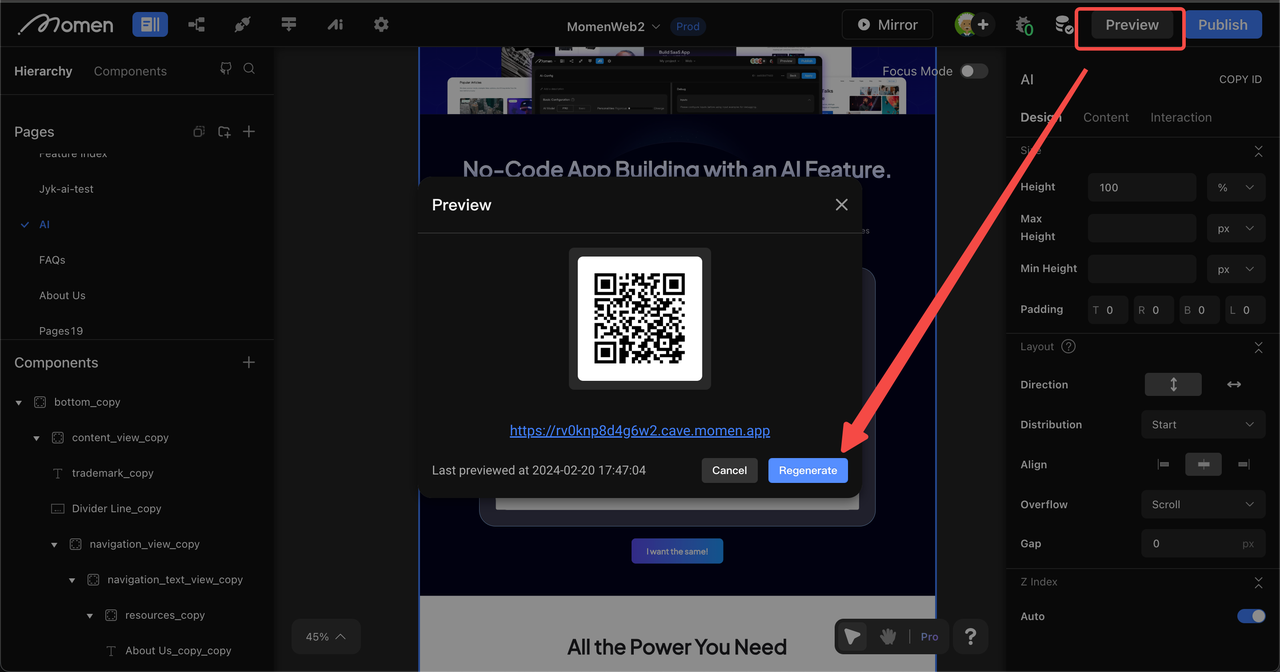 Momen
Ai
MomenWeb2
Prod
Mirror
0
Preview
Publish
Hierarchy
Components
Focus Mode
AI
COPY ID
Design
Content
Interaction
Pages
Feature Index
Jyk-ai-test
AI
FAQs
About Us
Pages19
Components
bottom_copy
content_view_copy
trademark_copy
Divider Line_copy
navigation_view_copy
navigation_text_view_copy
resources_copy
About Us_copy_copy
Build SaaS App
No-Code App Building with an AI Feature.
Preview
https://rv0knp8d4g6w2.cave.momen.app
Last previewed at 2024-02-20 17:47:04
Cancel
Regenerate
I want the same!
All the Power You Need
45%
Pro
?
Size
Height
100
%
Max Height
px
Min Height
px
Padding
T 0
R 0
B 0
L 0
Layout ?
Direction
Distribution
Start
Align
Overflow
Scroll
Gap
0
px
Z Index
Auto